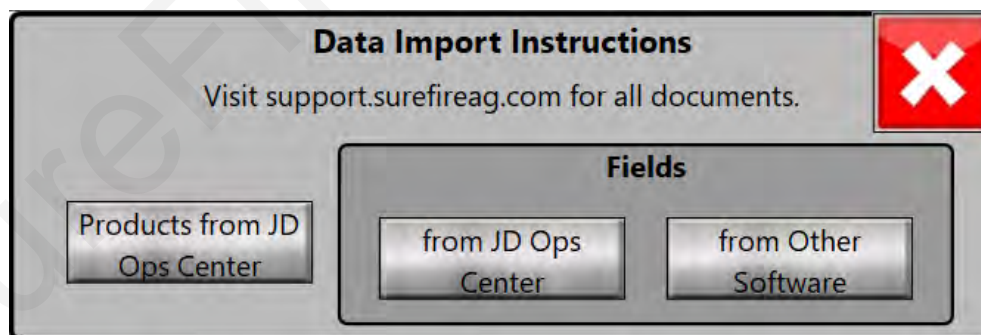 Data Import Instructions
Visit support.surefireag.com for all documents.
Fields
Products from JD
Ops Center
from JD Ops
Center
from Other
Software